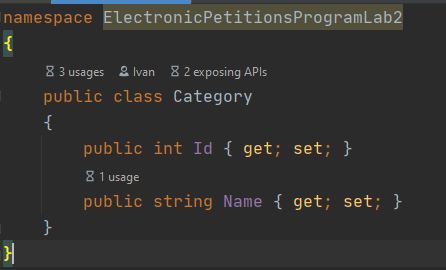 namespace ElectronicPetitionsProgramLab2
{
3 usages Ivan 2 exposing APIs
public class Category
{
public int Id { get; set; }
1 usage
public string Name { get; set; }
}
}